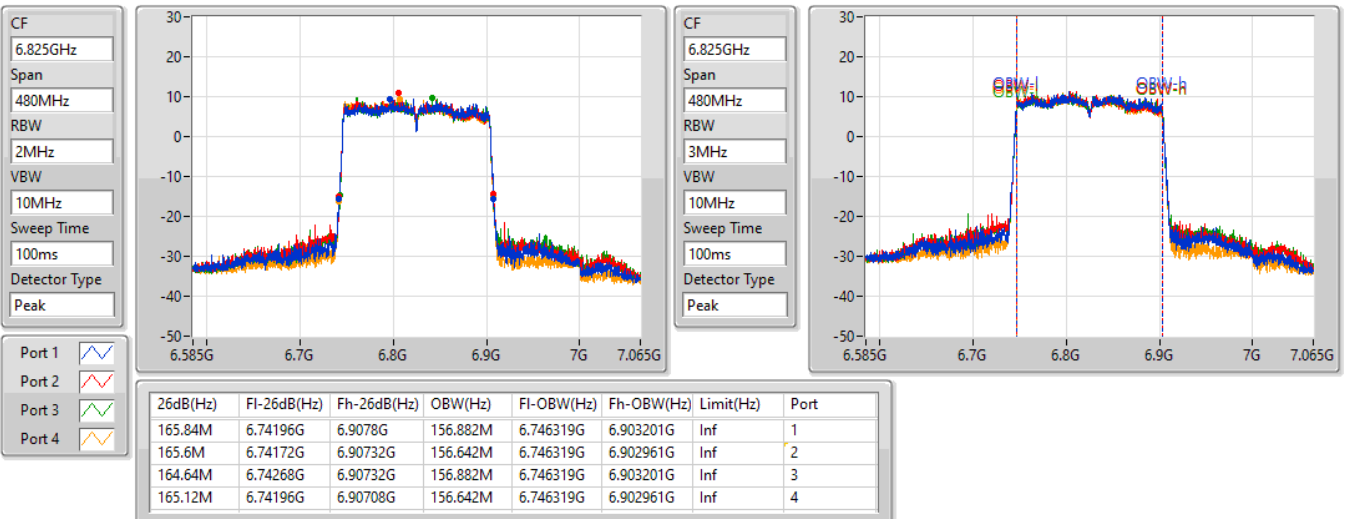 CF
6.825GHz
Span
480MHz
RBW
2MHz
VBW
10MHz
Sweep Time
100ms
Detector Type
Peak
Port 1
Port 2
Port 3
Port 4
30
20
10
0
-10
-20
-30
-40
-50
6.585G 6.7G 6.8G 6.9G 7G 7.065G
CF
6.825GHz
Span
480MHz
RBW
3MHz
VBW
10MHz
Sweep Time
100ms
Detector Type
Peak
30
20
10
0
-10
-20
-30
-40
-50
OBW-l OBW-h
6.585G 6.7G 6.8G 6.9G 7G 7.065G
26dB(Hz) Fl-26dB(Hz) Fh-26dB(Hz) OBW(Hz) Fl-OBW(Hz) Fh-OBW(Hz) Limit(Hz) Port
165.84M 6.74196G 6.9078G 156.882M 6.746319G 6.903201G Inf 1
165.6M 6.74172G 6.90732G 156.642M 6.746319G 6.902961G Inf 2
164.64M 6.74268G 6.90732G 156.882M 6.746319G 6.903201G Inf 3
165.12M 6.74196G 6.90708G 156.642M 6.746319G 6.902961G Inf 4